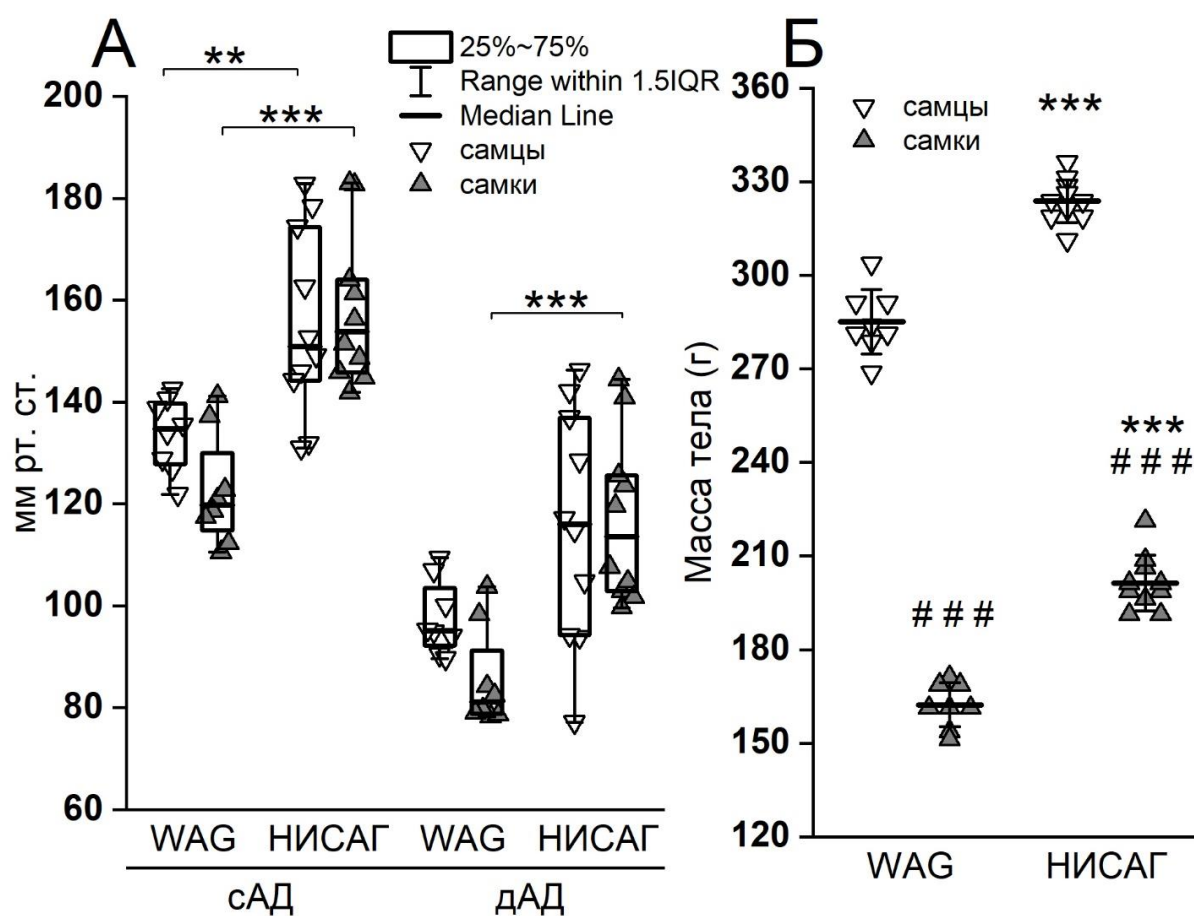 А
25%~75%
Range within 1.5IQR
Median Line
самцы
самки
**
***
***
200
180
160
140
120
100
80
60
мм рт. ст.
WAG
НИСАГ
WAG
НИСАГ
сАД
дАД
Б
самцы
самки
***
***
###
###
360
330
300
270
240
210
180
150
120
Масса тела (г)
WAG
НИСАГ